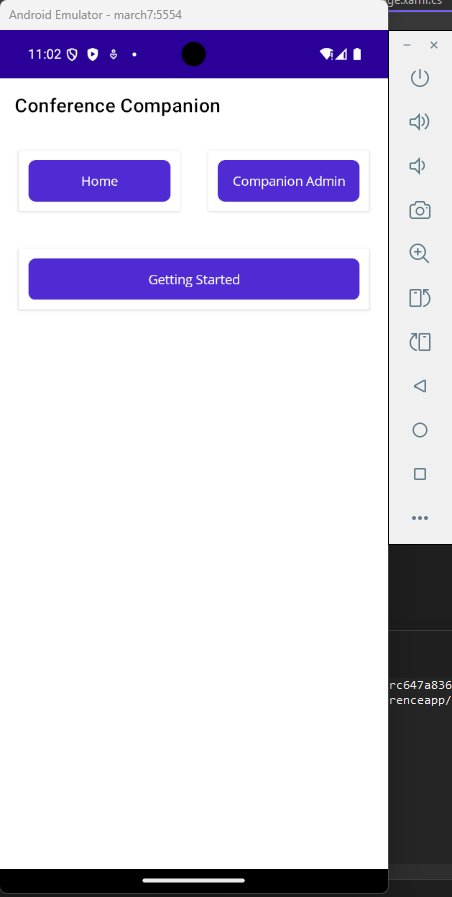 ge.xaml.cs
Android Emulator - march7:5554
11:02
Conference Companion
Home
Companion Admin
Getting Started
rc647a836
renceapp/